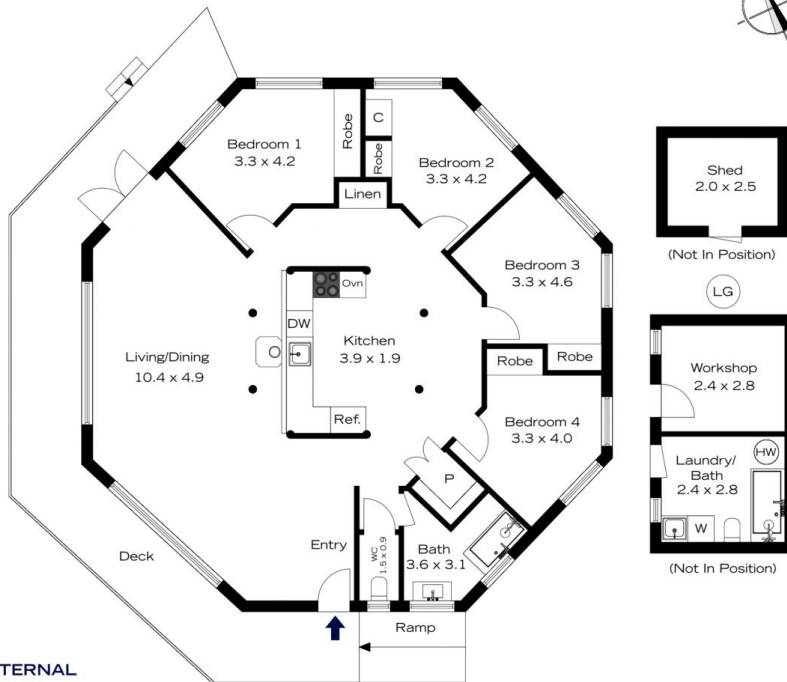 Bedroom 1
3.3 x 4.2
Robe
C
Robe
Bedroom 2
3.3 x 4.2
Linen
Shed
2.0 x 2.5
(Not In Position)
LG
Bedroom 3
3.3 x 4.6
Ovn
DW
Kitchen
3.9 x 1.9
Living/Dining
10.4 x 4.9
Robe
Robe
Ref.
Workshop
2.4 x 2.8
Bedroom 4
3.3 x 4.0
P
Laundry/
Bath
2.4 x 2.8
HW
W
(Not In Position)
Deck
Entry
WC
1.5 x 0.9
Bath
3.6 x 3.1
Ramp
TERNAL